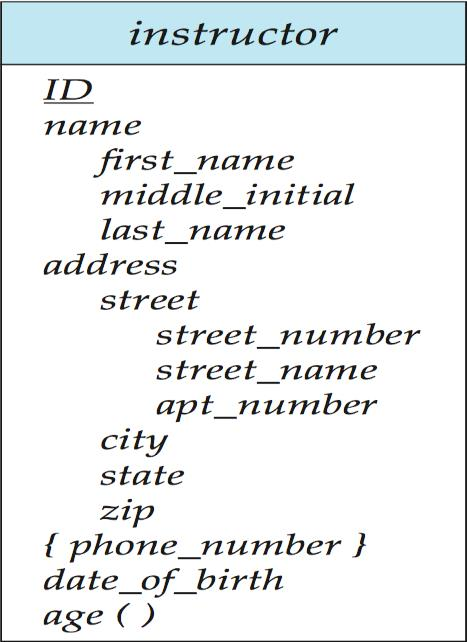 instructor
ID
name
first_name
middle_initial
last_name
address
street
street_number
street_name
apt_number
city
state
zip
{ phone_number }
date_of_birth
age ( )